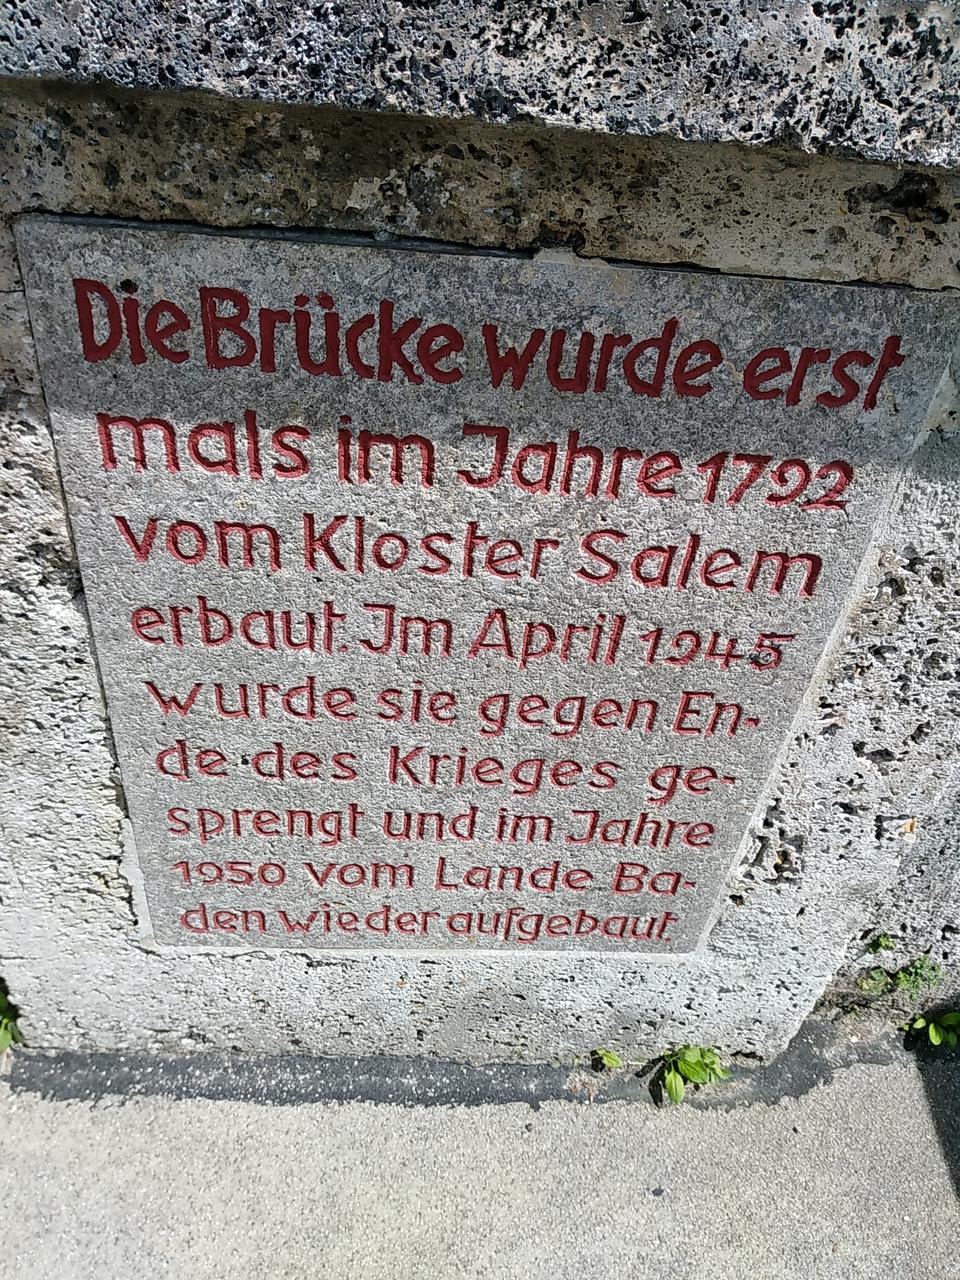 Die Brücke wurde erst
mals im Jahre 1792
vom Kloster Salem
erbaut. Im April 1945
wurde sie gegen En-
de des Krieges ge-
sprengt und im Jahre
1950 vom Lande Ba-
den wieder aufgebaut.